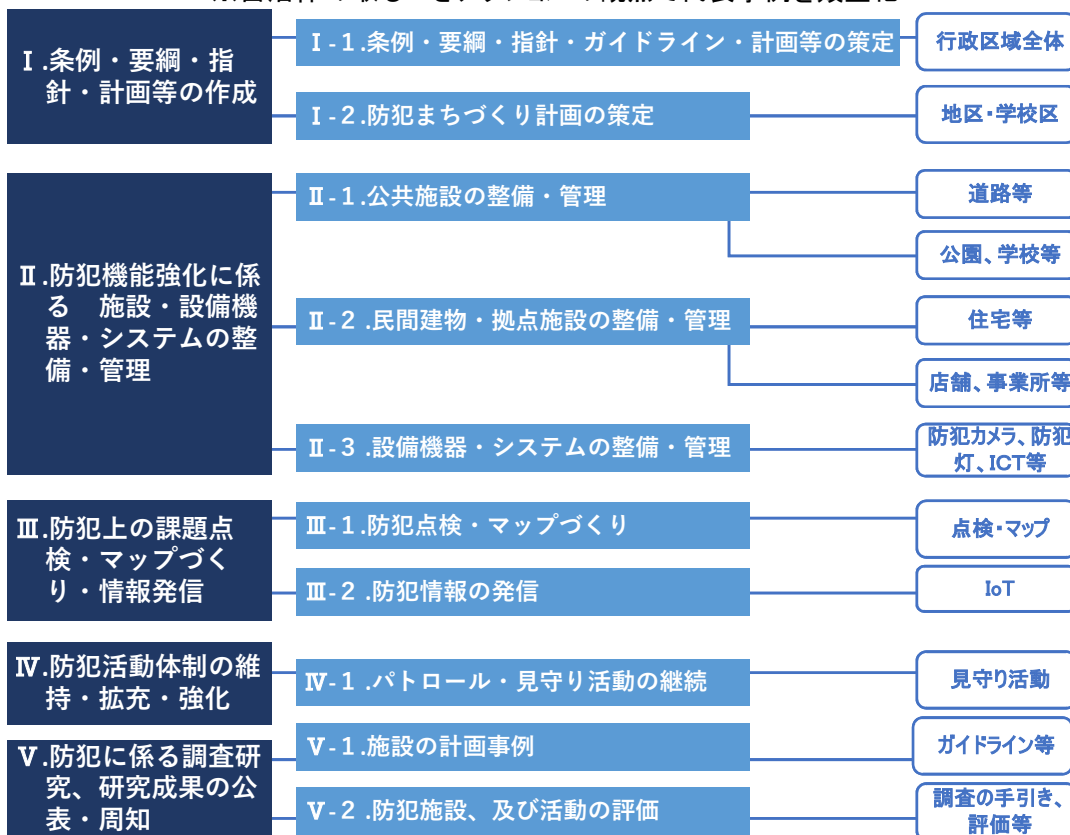 Ⅰ.条例・要綱・指
針・計画等の作成
Ⅰ-1.条例・要綱・指針・ガイドライン・計画等の策定
行政区域全体
Ⅰ-2.防犯まちづくり計画の策定
地区・学校区
Ⅱ.防犯機能強化に係
る　施設・設備機
器・システムの整
備・管理
Ⅱ-1.公共施設の整備・管理
道路等
公園、学校等
Ⅱ-2.民間建物・拠点施設の整備・管理
住宅等
店舗、事業所等
Ⅱ-3.設備機器・システムの整備・管理
防犯カメラ、防犯
灯、ICT等
Ⅲ.防犯上の課題点
検・マップづく
り・情報発信
Ⅲ-1.防犯点検・マップづくり
点検・マップ
Ⅲ-2.防犯情報の発信
IoT
Ⅳ.防犯活動体制の維
持・拡充・強化
Ⅳ-1.パトロール・見守り活動の継続
見守り活動
Ⅴ.防犯に係る調査研
究、研究成果の公
表・周知
Ⅴ-1.施設の計画事例
ガイドライン等
Ⅴ-2.防犯施設、及び活動の評価
調査の手引き、
評価等